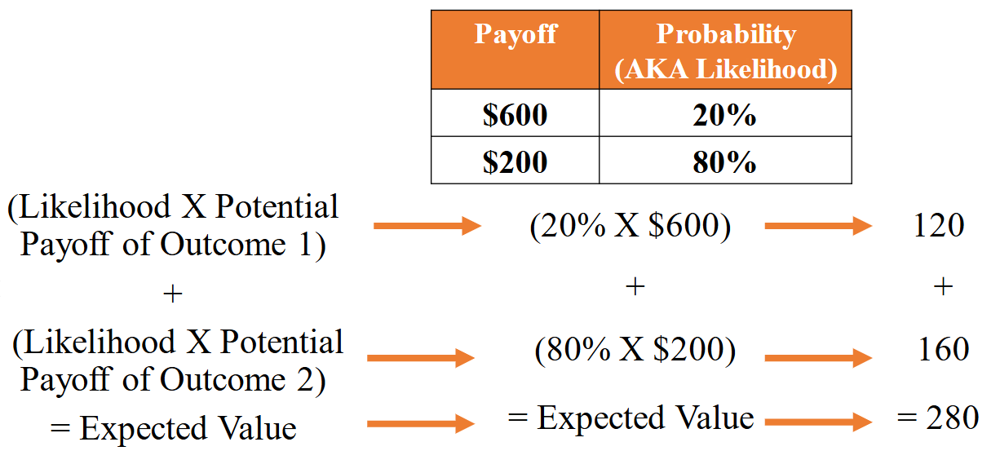 Payoff
Probability
(AKA Likelihood)
$600
20%
$200
80%
(Likelihood X Potential
Payoff of Outcome 1)
(20% X $600)
120
+
+
+
(Likelihood X Potential
Payoff of Outcome 2)
(80% X $200)
160
= Expected Value
= Expected Value
= 280